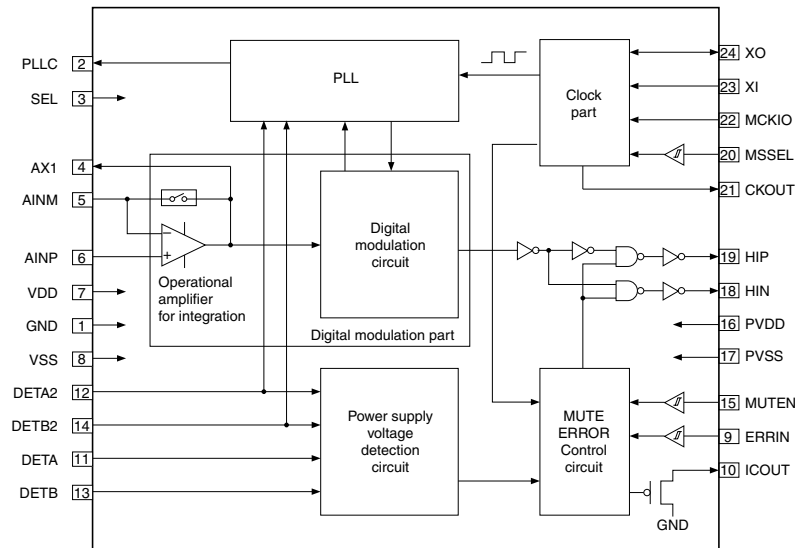 PLLC 2
SEL 3
AX1 4
AINM 5
AINP 6
VDD 7
GND 1
VSS 8
DETA2 12
DETB2 14
DETA 11
DETB 13
PLL
Clock
part
Digital
modulation
circuit
Operational
amplifier
for integration
Digital modulation part
Power supply
voltage
detection
circuit
MUTE
ERROR
Control
circuit
GND
24 XO
23 XI
22 MCKIO
20 MSSEL
21 CKOUT
19 HIP
18 HIN
16 PVDD
17 PVSS
15 MUTEN
9 ERRIN
10 ICOUT